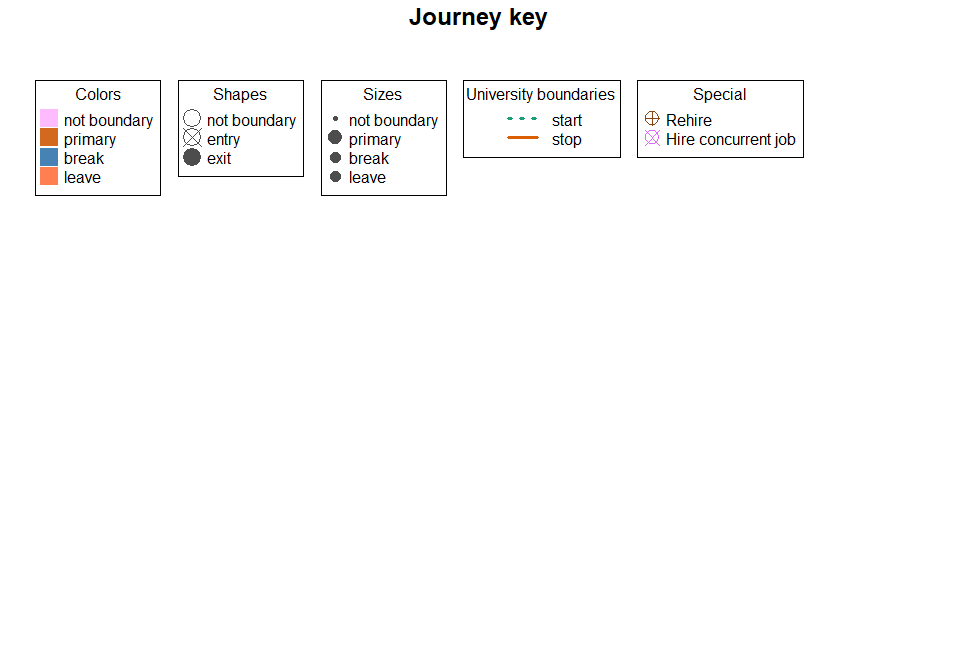 Journey key
Colors
not boundary
primary
break
leave
Shapes
not boundary
entry
exit
Sizes
not boundary
primary
break
leave
University boundaries
start
stop
Special
Rehire
Hire concurrent job